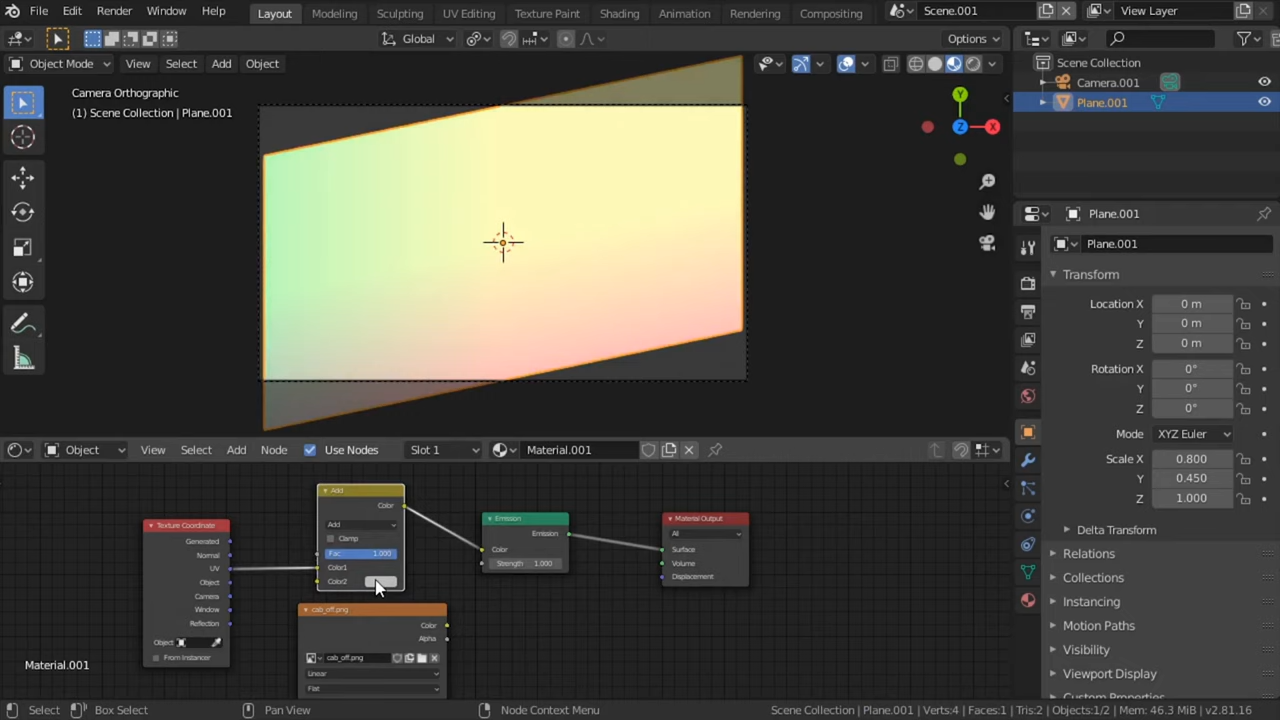 File Edit Render Window Help
Layout Modeling Sculpting UV Editing Texture Paint Shading Animation Rendering Compositing
Scene.001
View Layer
Global
Options
Object Mode View Select Add Object
Camera Orthographic
(1) Scene Collection | Plane.001
Y
Z
X
Scene Collection
Camera.001
Plane.001
Plane.001
Plane.001
Transform
Location X 0 m
Y 0 m
Z 0 m
Rotation X 0°
Y 0°
Z 0°
Mode XYZ Euler
Scale X 0.800
Y 0.450
Z 1.000
Delta Transform
Relations
Collections
Instancing
Motion Paths
Visibility
Viewport Display
Custom Properties
Object View Select Add Node Use Nodes Slot 1 Material.001
Texture Coordinate
Generated
Normal
UV
Object
Camera
Window
Reflection
Object
From Instancer
Add
Color
Add
Clamp
Fac 1.000
Color1
Color2
cab_off.png
Color
Alpha
cab_off.png
Linear
Flat
Emission
Emission
Color
Strength 1.000
Material Output
All
Surface
Volume
Displacement
Material.001
Select Box Select Pan View Node Context Menu
Scene Collection | Plane.001 | Verts:4 | Faces:1 | Tris:2 | Objects:1/2 | Mem: 46.3 MiB | v2.81.16